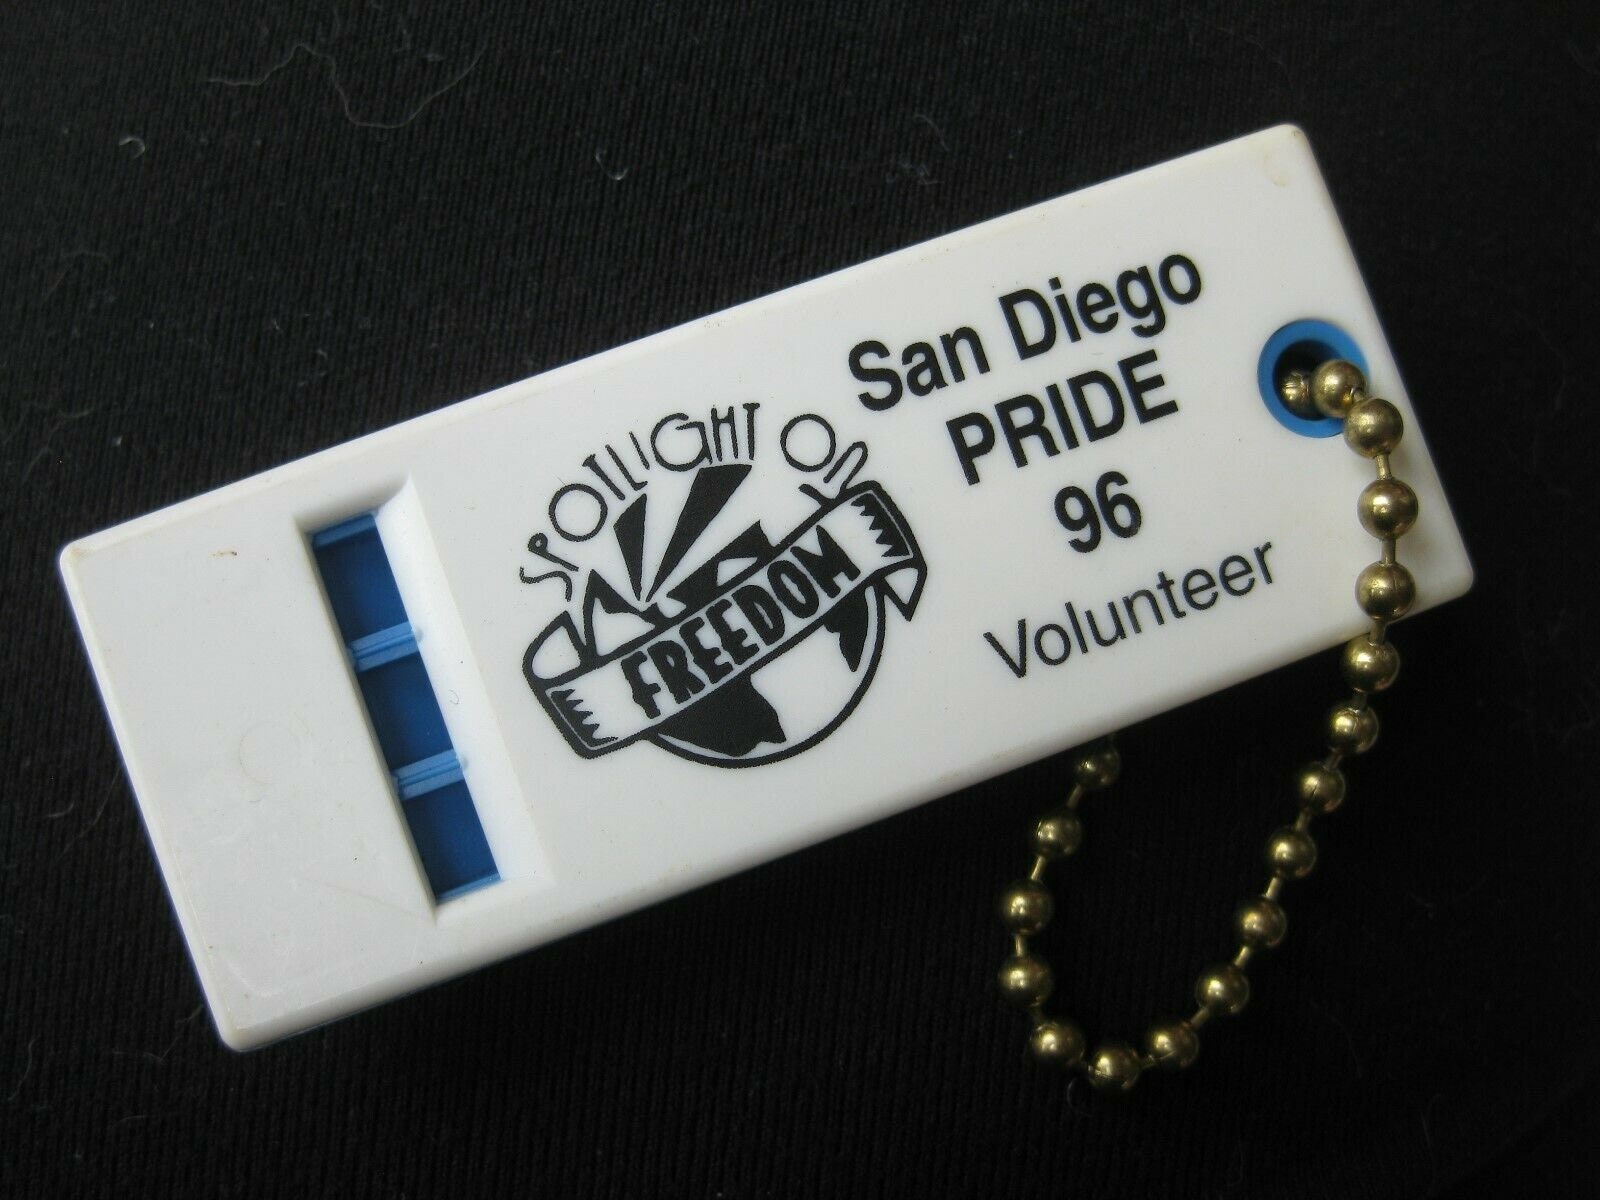 SPOTLIGHT ON
FREEDOM
San Diego
PRIDE
96
Volunteer